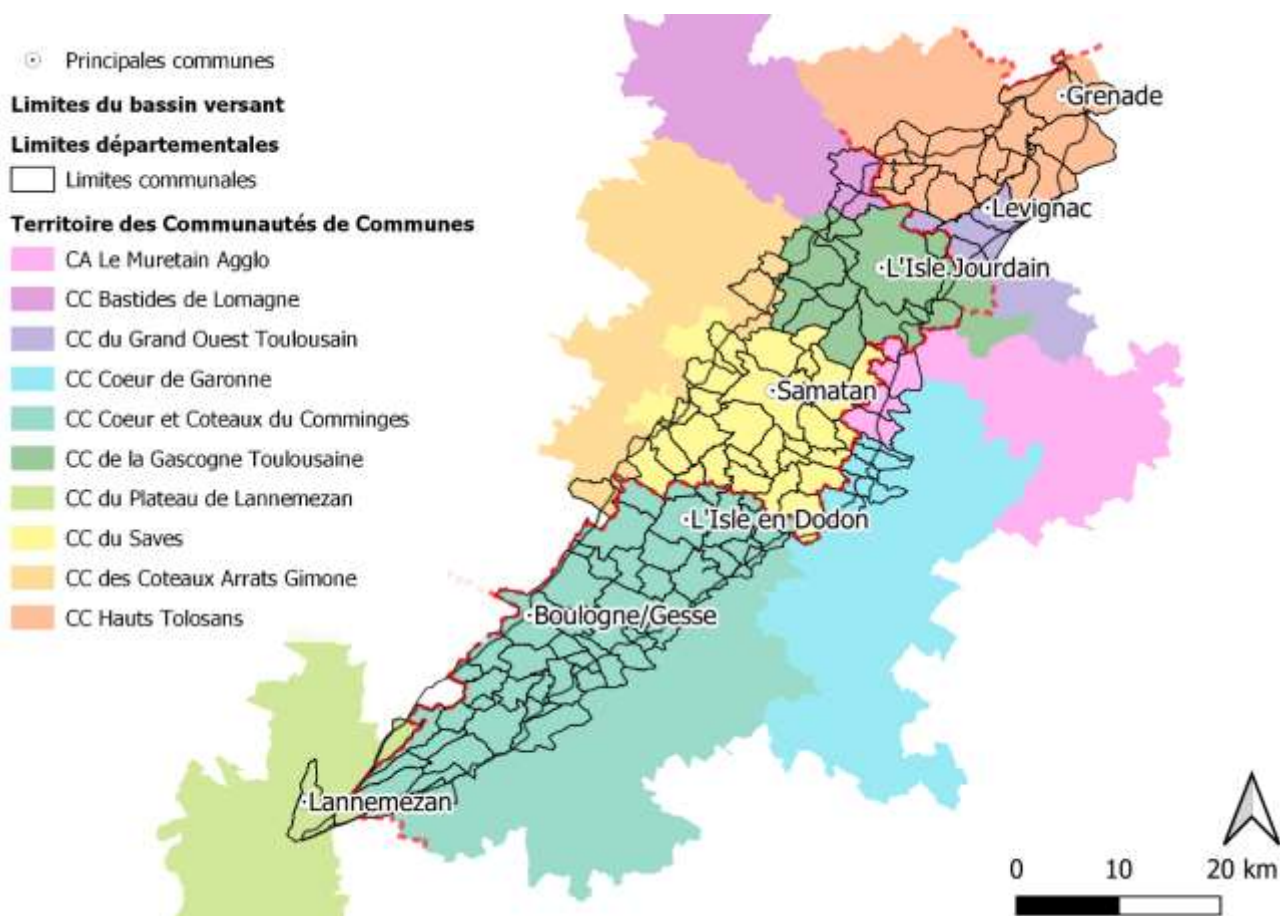 Principales communes
Limites du bassin versant
Limites départementales
Limites communales
Territoire des Communautés de Communes
CA Le Muretain Agglo
CC Bastides de Lomagne
CC du Grand Ouest Toulousain
CC Coeur de Garonne
CC Coeur et Coteaux du Comminges
CC de la Gascogne Toulousaine
CC du Plateau de Lannemezan
CC du Saves
CC des Coteaux Arrats Gimone
CC Hauts Tolosans
Grenade
Levignac
L'Isle Jourdain
Samatan
L'Isle en Dodon
Boulogne/Gesse
Lannemezan
0 10 20 km